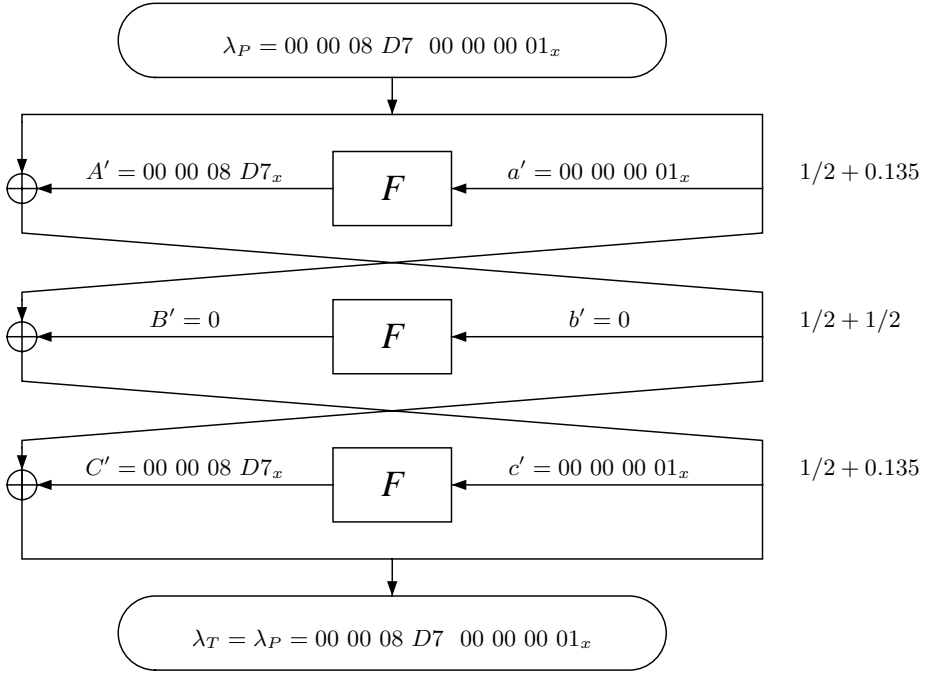 λ_P = 00 00 08 D7 00 00 00 01_x
A′ = 00 00 08 D7_x F a′ = 00 00 00 01_x 1/2 + 0.135
B′ = 0 F b′ = 0 1/2 + 1/2
C′ = 00 00 08 D7_x F c′ = 00 00 00 01_x 1/2 + 0.135
λ_T = λ_P = 00 00 08 D7 00 00 00 01_x